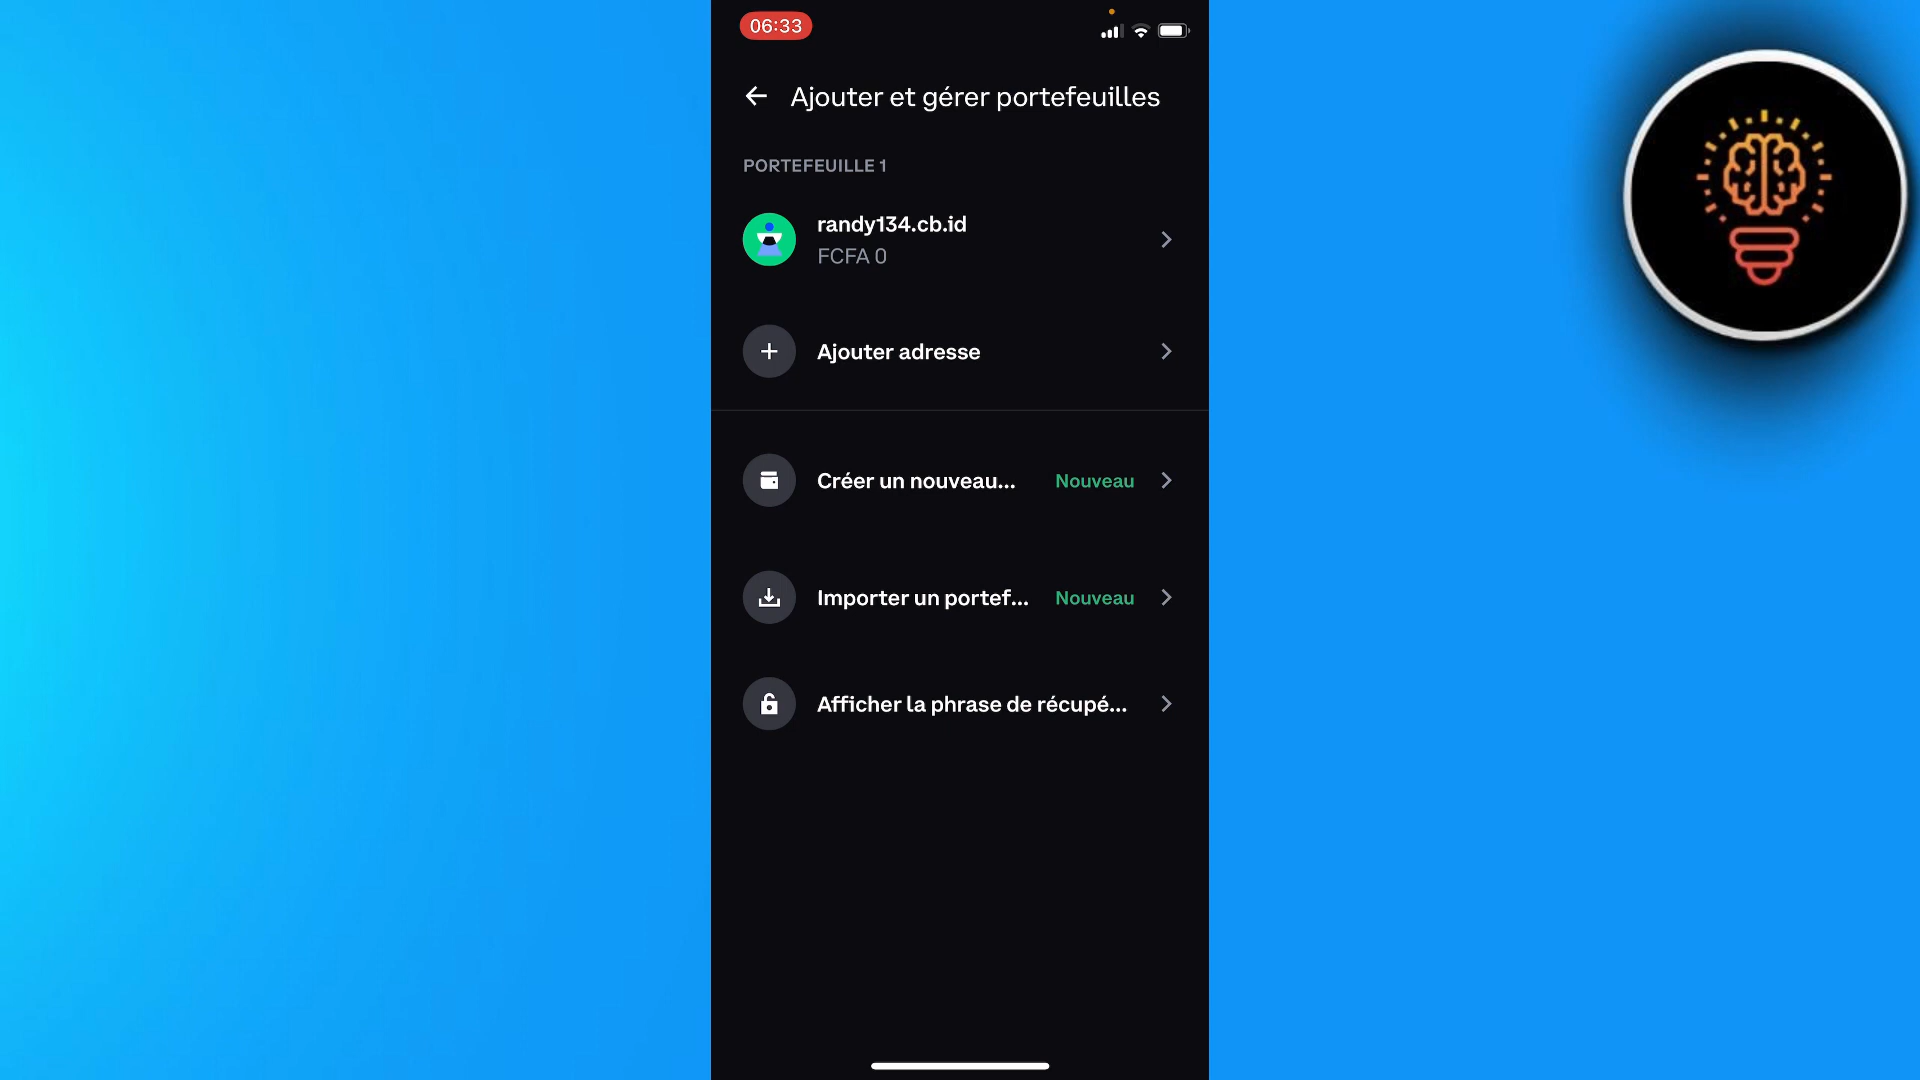 06:33
Ajouter et gérer portefeuilles
PORTEFEUILLE 1
randy134.cb.id
FCFA 0
Ajouter adresse
Créer un nouveau... Nouveau
Importer un portef... Nouveau
Afficher la phrase de récupé...